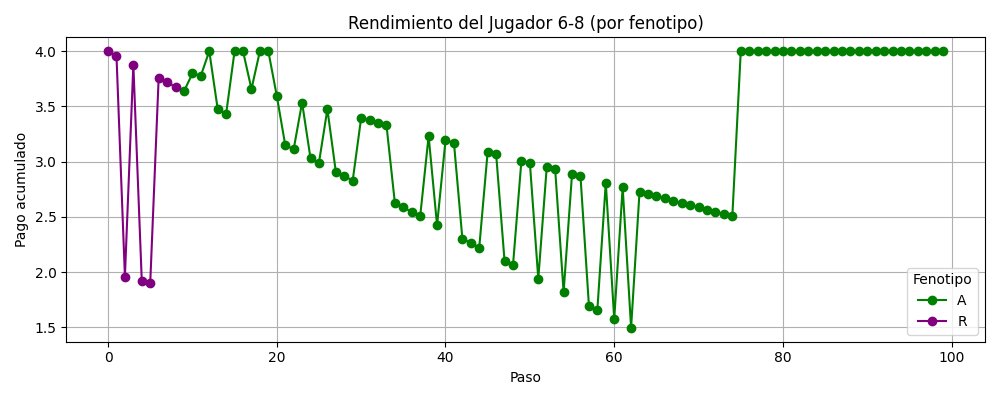 Rendimiento del Jugador 6-8 (por fenotipo)
Pago acumulado
4.0
3.5
3.0
2.5
2.0
1.5
0
20
40
60
80
100
Paso
Fenotipo
A
R